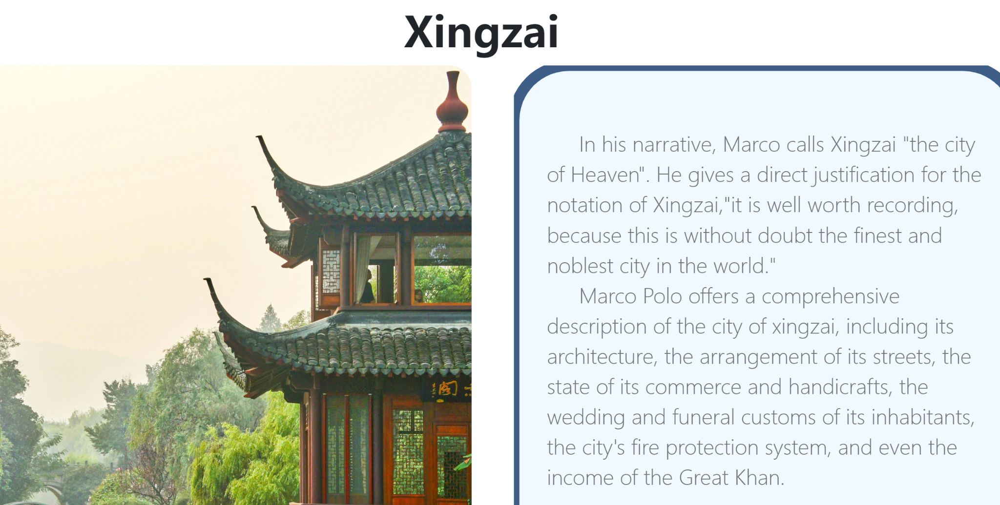 Xingzai
In his narrative, Marco calls Xingzai "the city
of Heaven". He gives a direct justification for the
notation of Xingzai,"it is well worth recording,
because this is without doubt the finest and
noblest city in the world."
Marco Polo offers a comprehensive
description of the city of xingzai, including its
architecture, the arrangement of its streets, the
state of its commerce and handicrafts, the
wedding and funeral customs of its inhabitants,
the city's fire protection system, and even the
income of the Great Khan.
阁